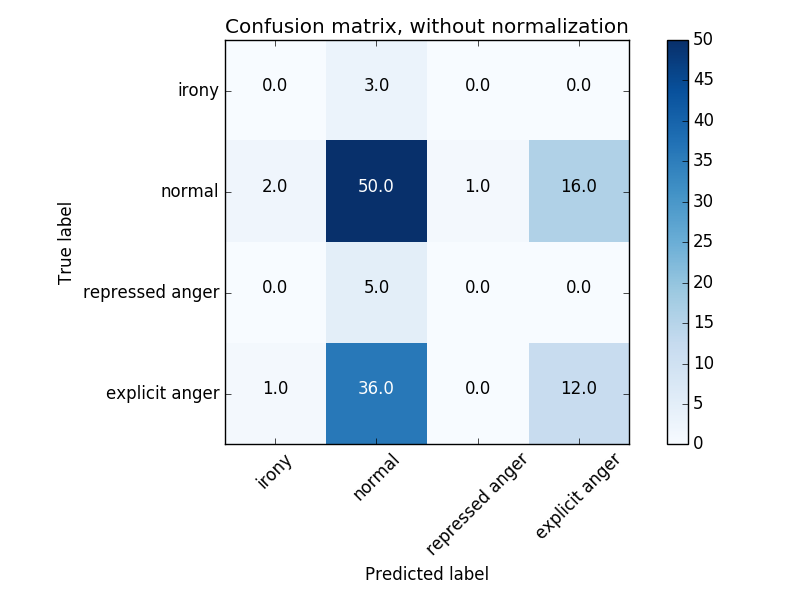 Confusion matrix, without normalization
irony 0.0 3.0 0.0 0.0
normal 2.0 50.0 1.0 16.0
repressed anger 0.0 5.0 0.0 0.0
explicit anger 1.0 36.0 0.0 12.0
irony normal repressed anger explicit anger
True label
Predicted label
50
45
40
35
30
25
20
15
10
5
0